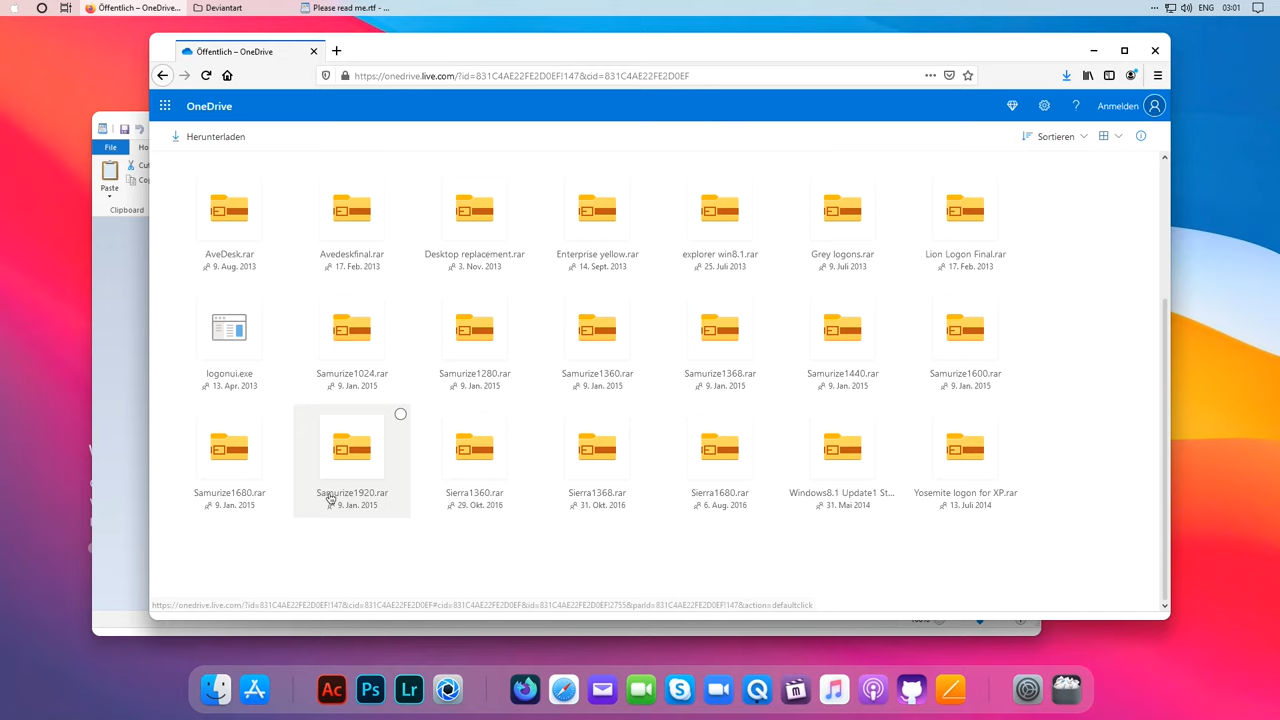 Öffentlich – OneDrive...
Deviantart
Please read me.rtf - ...
ENG
03:01
Öffentlich – OneDrive
https://onedrive.live.com/?id=831C4AE22FE2D0EF!147&cid=831C4AE22FE2D0EF
OneDrive
Anmelden
Herunterladen
Sortieren
File
Ho
Cut
Paste
Cop
Clipboard
AveDesk.rar
9. Aug. 2013
Avedeskfinal.rar
17. Feb. 2013
Desktop replacement.rar
3. Nov. 2013
Enterprise yellow.rar
14. Sept. 2013
explorer win8.1.rar
25. Juli 2013
Grey logons.rar
9. Juli 2013
Lion Logon Final.rar
17. Feb. 2013
logonui.exe
13. Apr. 2013
Samurize1024.rar
9. Jan. 2015
Samurize1280.rar
9. Jan. 2015
Samurize1360.rar
9. Jan. 2015
Samurize1368.rar
9. Jan. 2015
Samurize1440.rar
9. Jan. 2015
Samurize1600.rar
9. Jan. 2015
Samurize1680.rar
9. Jan. 2015
Samurize1920.rar
9. Jan. 2015
Sierra1360.rar
29. Okt. 2016
Sierra1368.rar
31. Okt. 2016
Sierra1680.rar
6. Aug. 2016
Windows8.1 Update1 St...
31. Mai 2014
Yosemite logon for XP.rar
13. Juli 2014
https://onedrive.live.com/?id=831C4AE22FE2D0EF!147&cid=831C4AE22FE2D0EF#cid=831C4AE22FE2D0EF&id=831C4AE22FE2D0EF!2755&parId=831C4AE22FE2D0EF!147&action=defaultclick
Ac
Ps
Lr